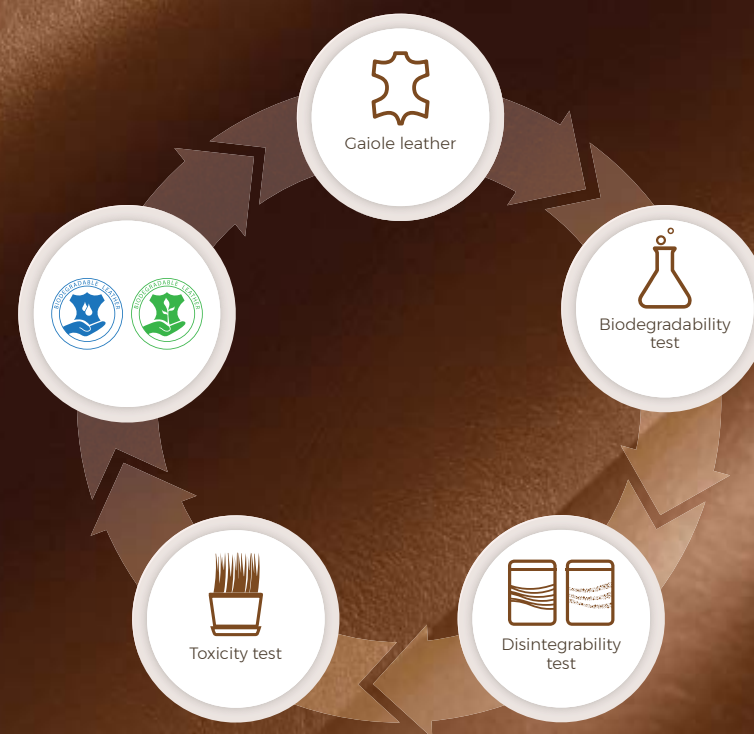 Gaiole leather
Biodegradability
test
Disintegrability
test
Toxicity test
BIODEGRADABLE LEATHER
BIODEGRADABLE LEATHER